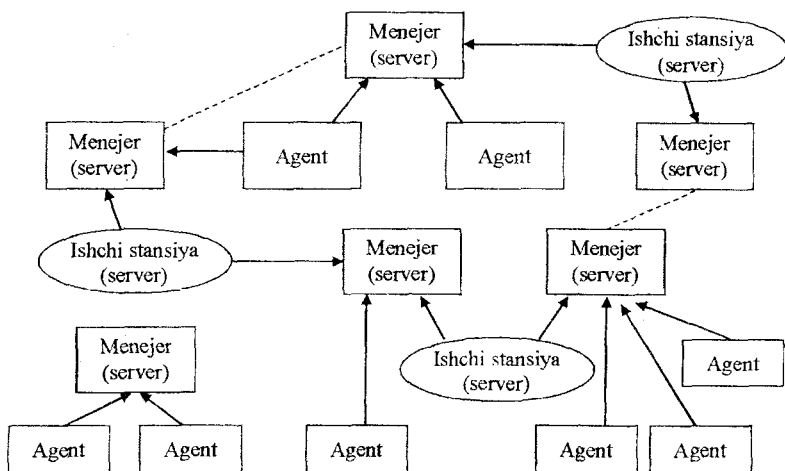 Menejer
(server)
Ishchi stansiya
(server)
Menejer
(server)
Agent
Agent
Menejer
(server)
Ishchi stansiya
(server)
Menejer
(server)
Menejer
(server)
Menejer
(server)
Ishchi stansiya
(server)
Agent
Agent
Agent
Agent
Agent
Agent